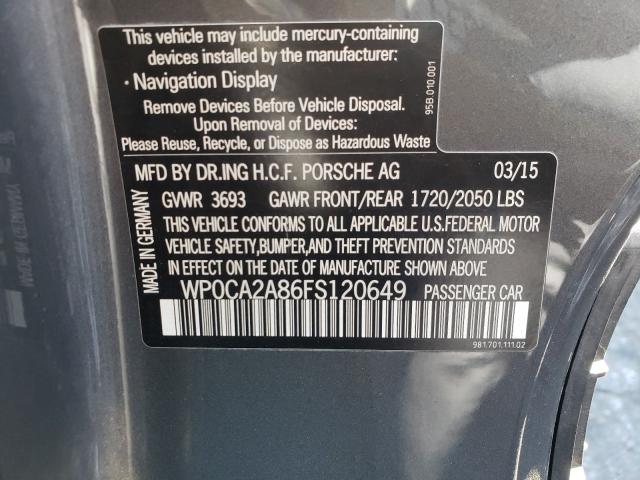 This vehicle may include mercury-containing
devices installed by the manufacturer:
• Navigation Display
Remove Devices Before Vehicle Disposal.
Upon Removal of Devices:
Please Reuse, Recycle, or Dispose as Hazardous Waste
95B.010.001
MFD BY DR.ING H.C.F. PORSCHE AG 03/15
GVWR 3693 GAWR FRONT/REAR 1720/2050 LBS
THIS VEHICLE CONFORMS TO ALL APPLICABLE U.S.FEDERAL MOTOR
VEHICLE SAFETY,BUMPER,AND THEFT PREVENTION STANDARDS
IN EFFECT ON THE DATE OF MANUFACTURE SHOWN ABOVE.
WP0CA2A86FS120649 PASSENGER CAR
MADE IN GERMANY
981.701.111.02